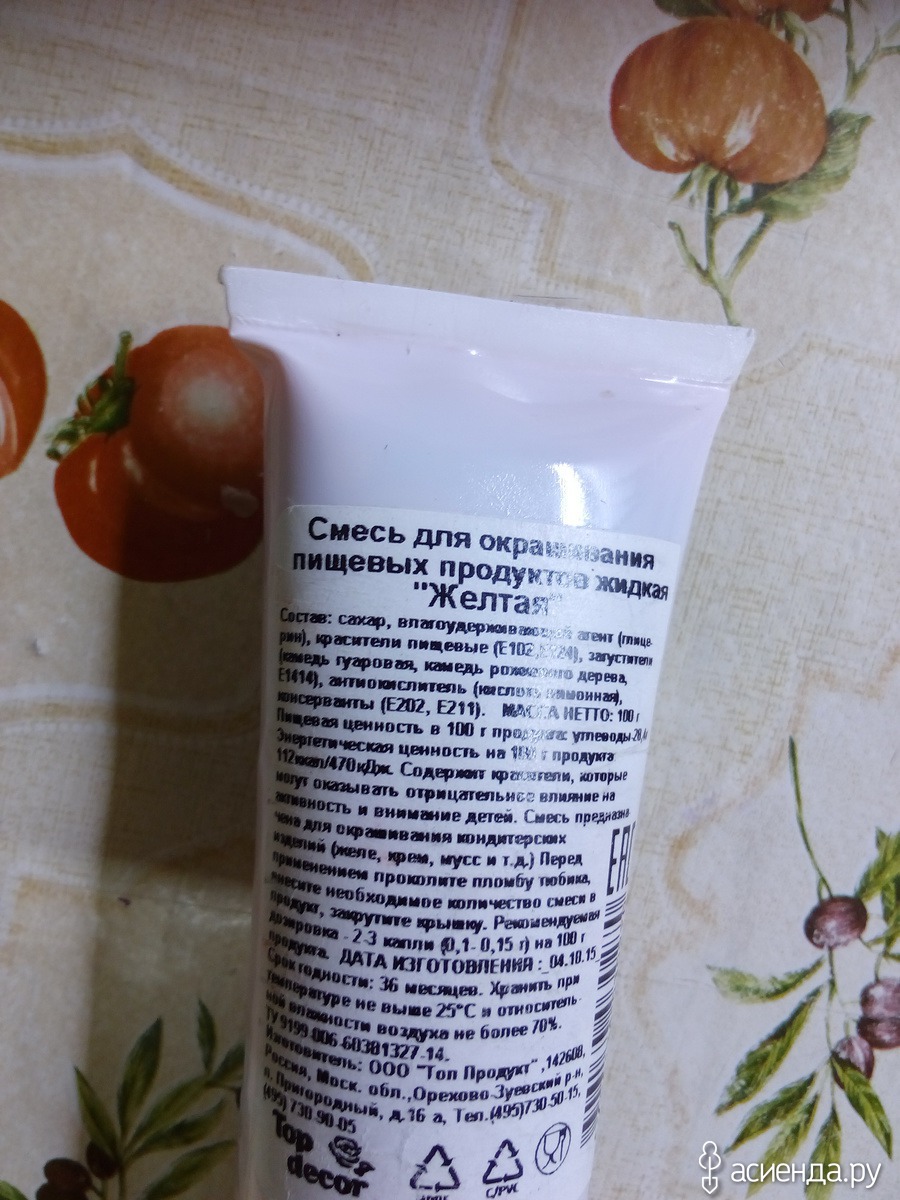 Смесь для окрашивания
пищевых продуктов жидкая
"Желтая"
Состав: сахар, влагоудерживающий агент (глице-
рин), красители пищевые (Е102, загустители
(камедь гуаровая, камедь рожкового дерева,
Е1414), антиокислитель (кислота лимонная),
консерванты (Е202, Е211). МАССА НЕТТО: 100 г
Пищевая ценность в 100 г продукта: углеводы-28,
Энергетическая ценность на 100 г продукта
112ккал/470кДж. Содержит красители, которые
могут оказывать отрицательное влияние на
активность и внимание детей. Смесь предназна-
чена для окрашивания кондитерских
изделий (желе, крем, мусс и т.д.) Перед
применением проколите пломбу тюбика,
внесите необходимое количество смеси в
продукт, закрутите крышку. Рекомендуемая
дозировка - 2-3 капли (0,1- 0,15 г) на 100 г
продукта. ДАТА ИЗГОТОВЛЕНИЯ: 04.10.15
Срок годности: 36 месяцев. Хранить при
температуре не выше 25°С и относитель-
ной влажности воздуха не более 70%.
ТУ 9199-006-60381327-14.
Изготовитель: ООО "Топ Продукт", 142608,
Россия, Моск. обл., Орехово-Зуевский р-н,
п. Пригородный, д.16 а, Тел.(495)730-50-15,
(495) 730-90-05
EAC
Top
decor
C/PVC
асиенда.ру